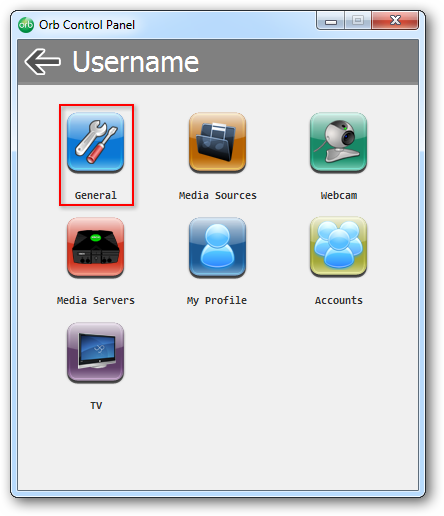 orb Orb Control Panel
Username
General Media Sources Webcam
Media Servers My Profile Accounts
TV